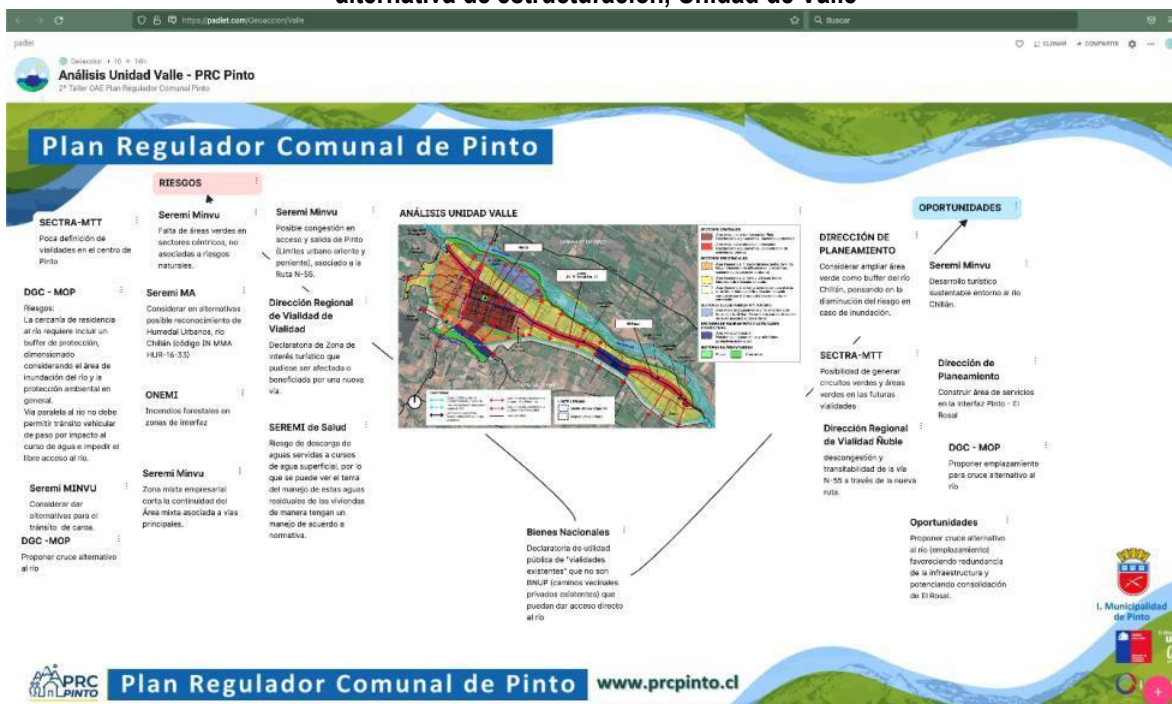 alternativa de estructuración, Unidad de Valle
https://padlet.com/Geoaccion/Valle
Buscar
padlet
CLONAR
COMPARTIR
Geoaccion • 10 • 14h
Análisis Unidad Valle - PRC Pinto
2° Taller OAE Plan Regulador Comunal Pinto
Plan Regulador Comunal de Pinto
RIESGOS
SECTRA-MTT
Poca definición de
vialidades en el centro de
Pinto
DGC - MOP
Riesgos:
La cercanía de residencia
al río requiere incluir un
buffer de protección,
dimensionado
considerando el área de
inundación del río y la
protección ambiental en
general.
Vía paralela al río no debe
permitir tránsito vehicular
de paso por impacto al
curso de agua e impedir el
libre acceso al río.
Seremi MINVU
Considerar dar
alternativas para el
tránsito de carga.
DGC -MOP
Proponer cruce alternativo
al río
Seremi Minvu
Falta de áreas verdes en
sectores céntricos, no
asociadas a riesgos
naturales.
Seremi MA
Considerar en alternativas
posible reconocimiento de
Humedal Urbanos, río
Chillán (código IN MMA
HUR-16-33)
ONEMI
Incendios forestales en
zonas de interfaz
Seremi Minvu
Zona mixta empresarial
corta la continuidad del
Área mixta asociada a vías
principales.
Seremi Minvu
Posible congestión en
acceso y salida de Pinto
(Límites urbano oriente y
poniente), asociado a la
Ruta N-55.
Dirección Regional
de Vialidad de
Vialidad
Declaratoria de Zona de
interés turístico que
pudiese ser afectada o
beneficiada por una nueva
vía.
SEREMI de Salud
Riesgo de descarga de
aguas servidas a cursos
de agua superficial, por lo
que se puede ver el tema
del manejo de estas aguas
residuales de las viviendas
de manera tengan un
manejo de acuerdo a
normativa.
ANÁLISIS UNIDAD VALLE
Bienes Nacionales
Declaratoria de utilidad
pública de "vialidades
existentes" que no son
BNUP (caminos vecinales
privados existentes) que
puedan dar acceso directo
al río
OPORTUNIDADES
DIRECCIÓN DE
PLANEAMIENTO
Considerar ampliar área
verde como buffer del río
Chillán, pensando en la
disminución del riesgo en
caso de inundación.
SECTRA-MTT
Posibilidad de generar
circuitos verdes y áreas
verdes en las futuras
vialidades
Dirección Regional
de Vialidad Ñuble
descongestión y
transitabilidad de la vía
N-55 a través de la nueva
ruta.
Seremi Minvu
Desarrollo turístico
sustentable entorno al río
Chillán.
Dirección de
Planeamiento
Construir área de servicios
en la interfaz Pinto - El
Rosal
DGC - MOP
Proponer emplazamiento
para cruce alternativo al
río
Oportunidades
Proponer cruce alternativo
al río (emplazamiento)
favoreciendo redundancia
de la infraestructura y
potenciando consolidación
de El Rosal.
I. Municipalidad
de Pinto
PRC
PINTO
Plan Regulador Comunal de Pinto
www.prcpinto.cl